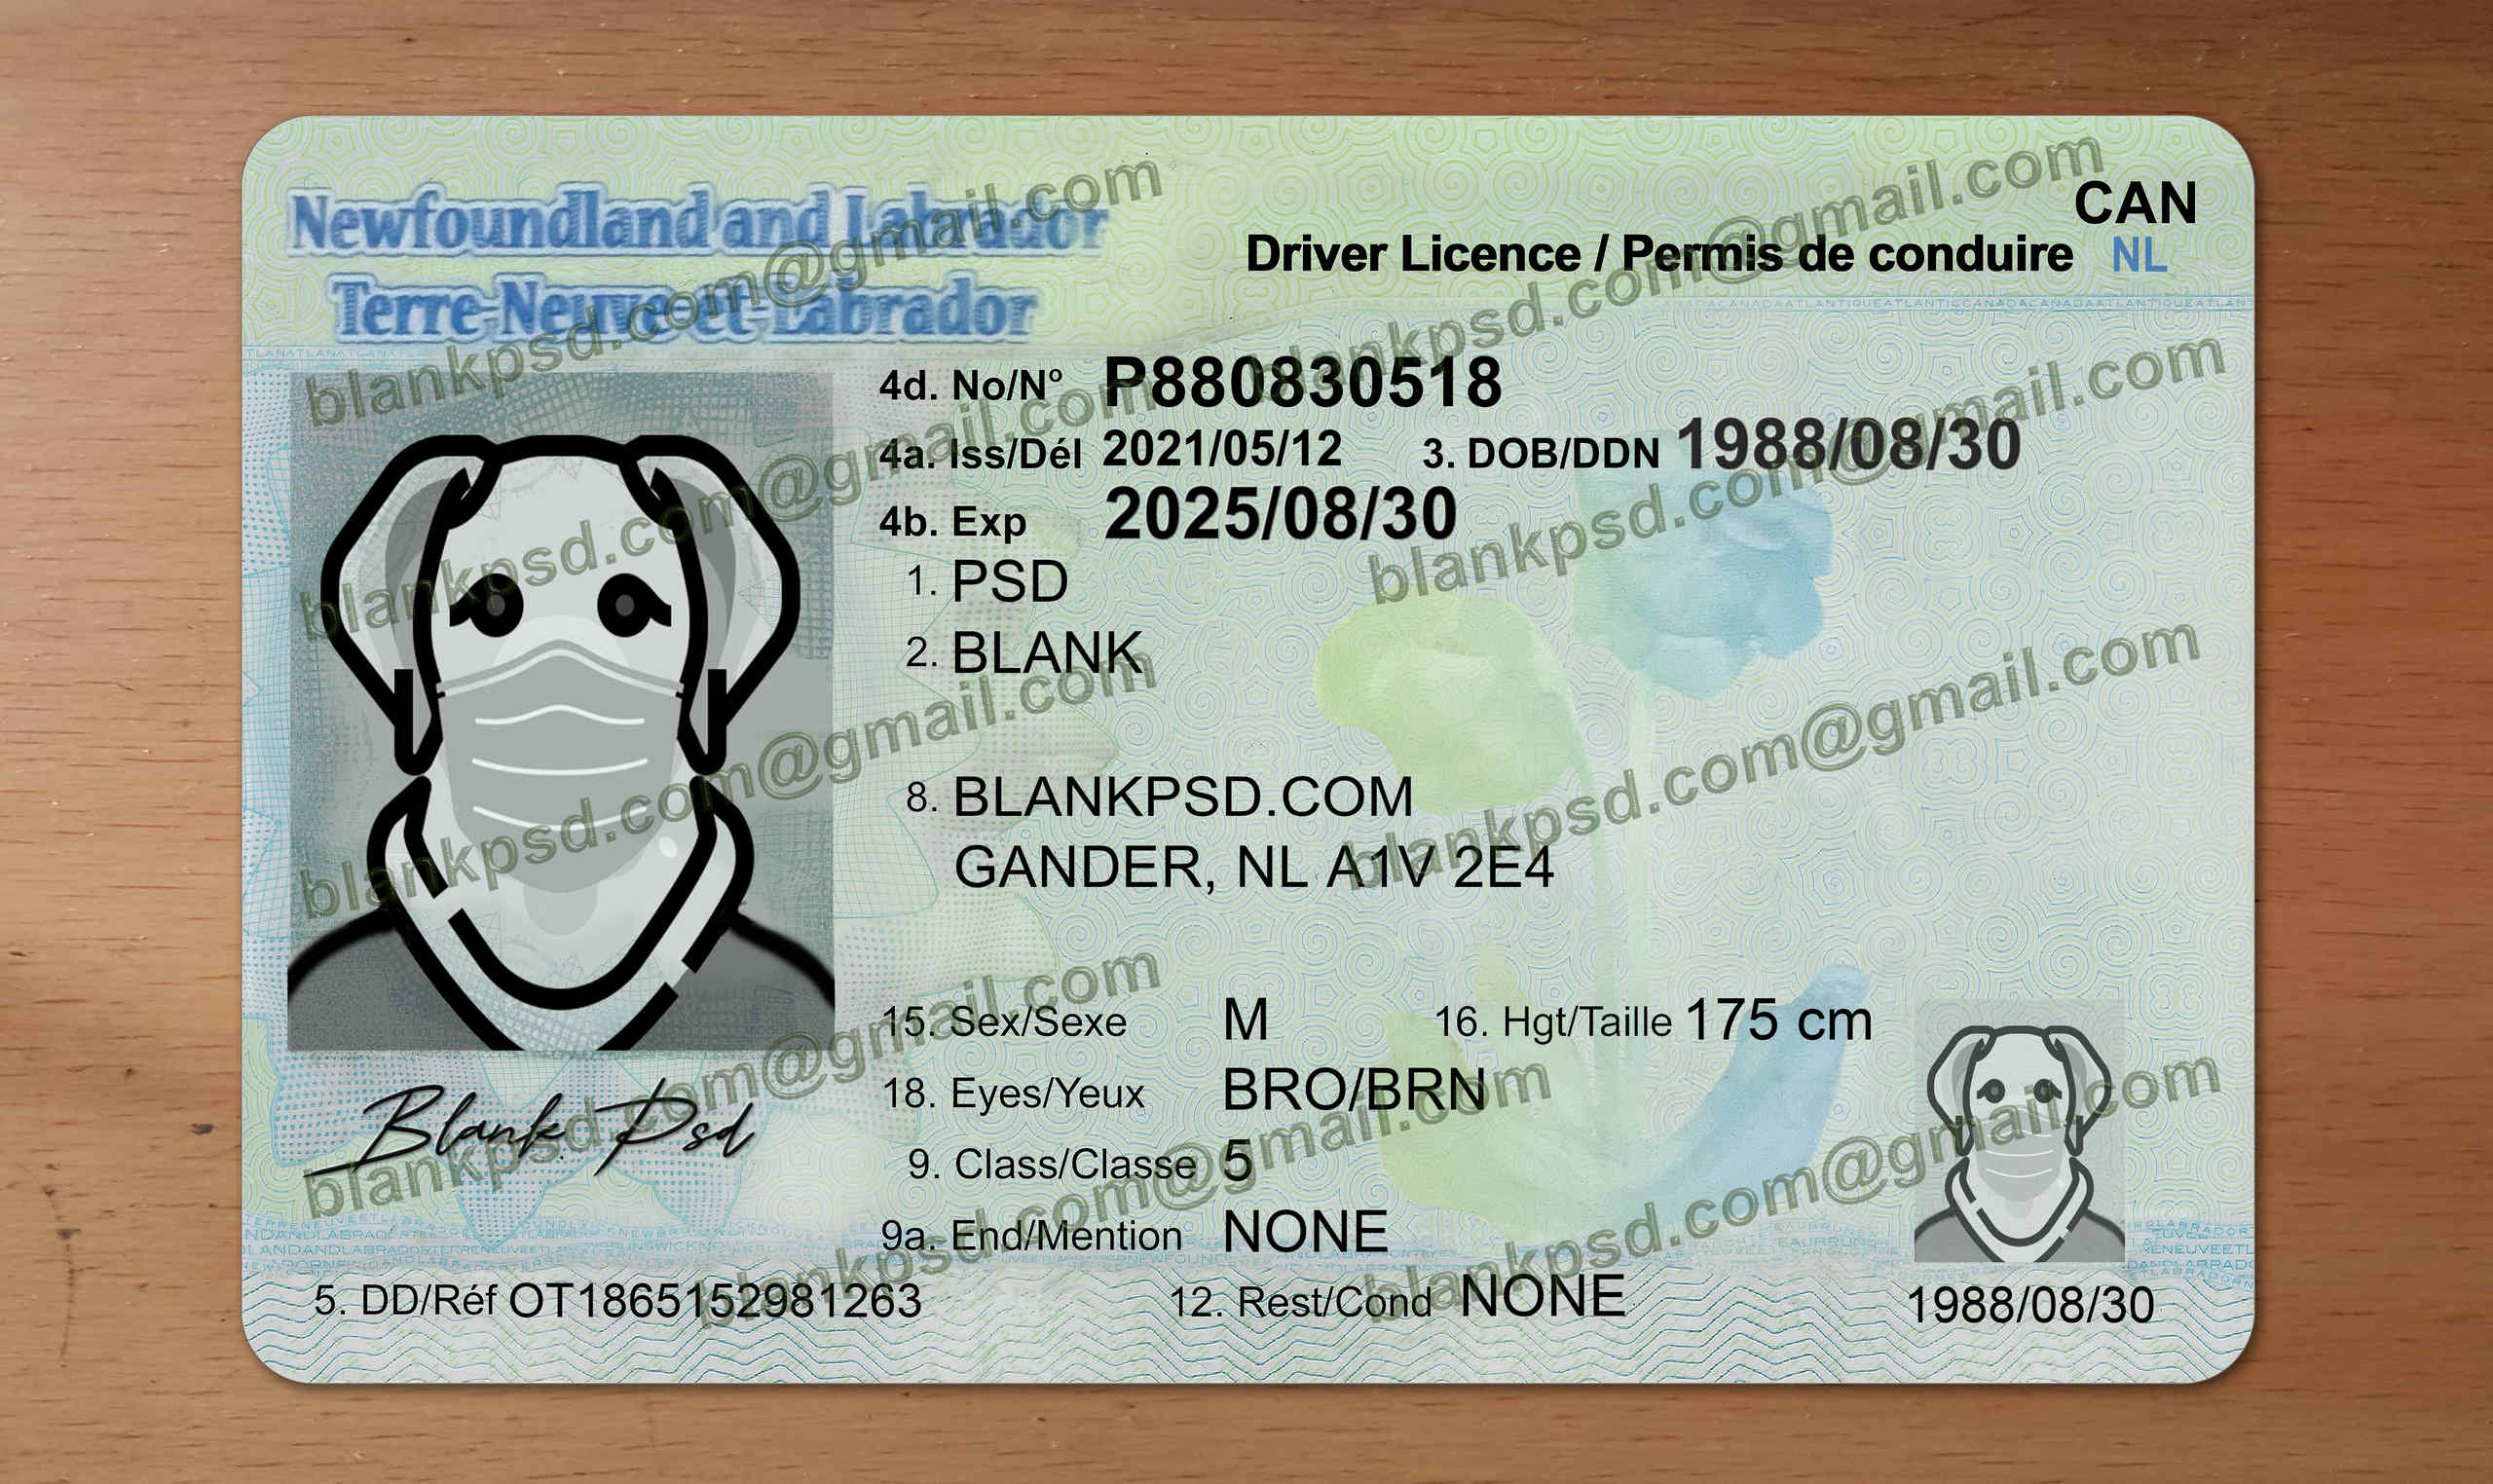 Newfoundland and Labrador
Terre-Neuve-et-Labrador
CAN
Driver Licence / Permis de conduire NL
4d. No/N° P880830518
4a. Iss/Dél 2021/05/12 3. DOB/DDN 1988/08/30
4b. Exp 2025/08/30
1. PSD
2. BLANK
8. BLANKPSD.COM
GANDER, NL A1V 2E4
15. Sex/Sexe M 16. Hgt/Taille 175 cm
18. Eyes/Yeux BRO/BRN
9. Class/Classe 5
9a. End/Mention NONE
Blank Psd
5. DD/Réf OT1865152981263 12. Rest/Cond NONE 1988/08/30
blankpsd.com@gmail.com
blankpsd.com@gmail.com
blankpsd.com@gmail.com
blankpsd.com@gmail.com
blankpsd.com@gmail.com
blankpsd.com@gmail.com
blankpsd.com@gmail.com
blankpsd.com@gmail.com
blankpsd.com@gmail.com